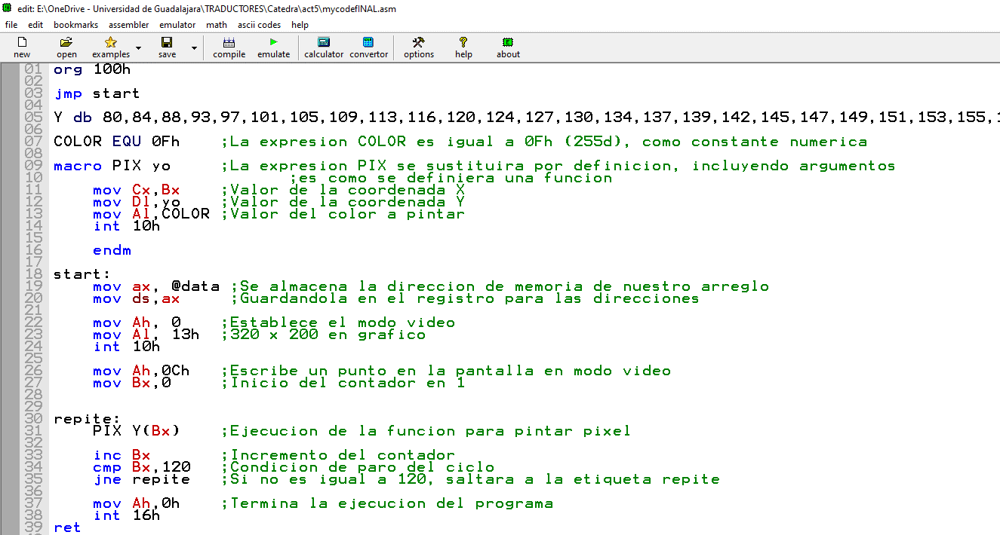 edit: E:\OneDrive - Universidad de Guadalajara\TRADUCTORES\Catedra\act5\mycodefINAL.asm
file edit bookmarks assembler emulator math ascii codes help
new open examples save compile emulate calculator convertor options help about
01 org 100h
02
03 jmp start
04
05 Y db 80,84,88,93,97,101,105,109,113,116,120,124,127,130,134,137,139,142,145,147,149,151,153,155,
06
07 COLOR EQU 0Fh ;La expresion COLOR es igual a 0Fh (255d), como constante numerica
08
09 macro PIX yo ;La expresion PIX se sustituira por definicion, incluyendo argumentos
10 ;es como se definiera una funcion
11 mov Cx,Bx ;Valor de la coordenada X
12 mov Dl,yo ;Valor de la coordenada Y
13 mov Al,COLOR ;Valor del color a pintar
14 int 10h
15
16 endm
17
18 start:
19 mov ax, @data ;Se almacena la direccion de memoria de nuestro arreglo
20 mov ds,ax ;Guardandola en el registro para las direcciones
21
22 mov Ah, 0 ;Establece el modo video
23 mov Al, 13h ;320 x 200 en grafico
24 int 10h
25
26 mov Ah,0Ch ;Escribe un punto en la pantalla en modo video
27 mov Bx,0 ;Inicio del contador en 1
28
29
30 repite:
31 PIX Y(Bx) ;Ejecucion de la funcion para pintar pixel
32
33 inc Bx ;Incremento del contador
34 cmp Bx,120 ;Condicion de paro del ciclo
35 jne repite ;Si no es igual a 120, saltara a la etiqueta repite
36
37 mov Ah,0h ;Termina la ejecucion del programa
38 int 16h
39 ret